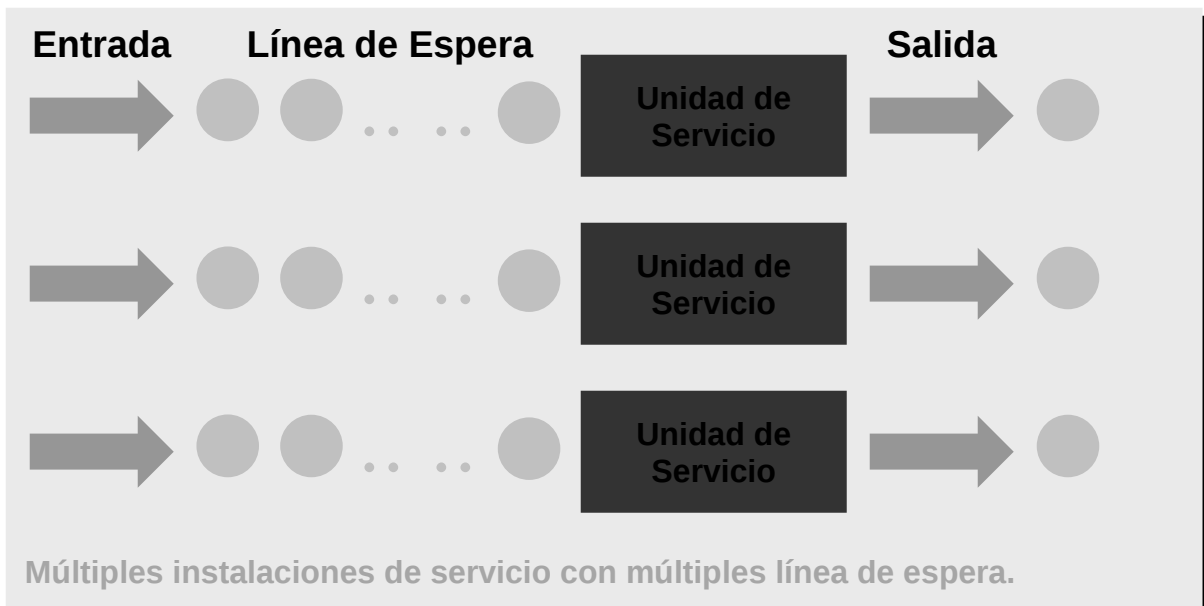 Entrada
Línea de Espera
Salida
Unidad de
Servicio
Unidad de
Servicio
Unidad de
Servicio
Múltiples instalaciones de servicio con múltiples línea de espera.